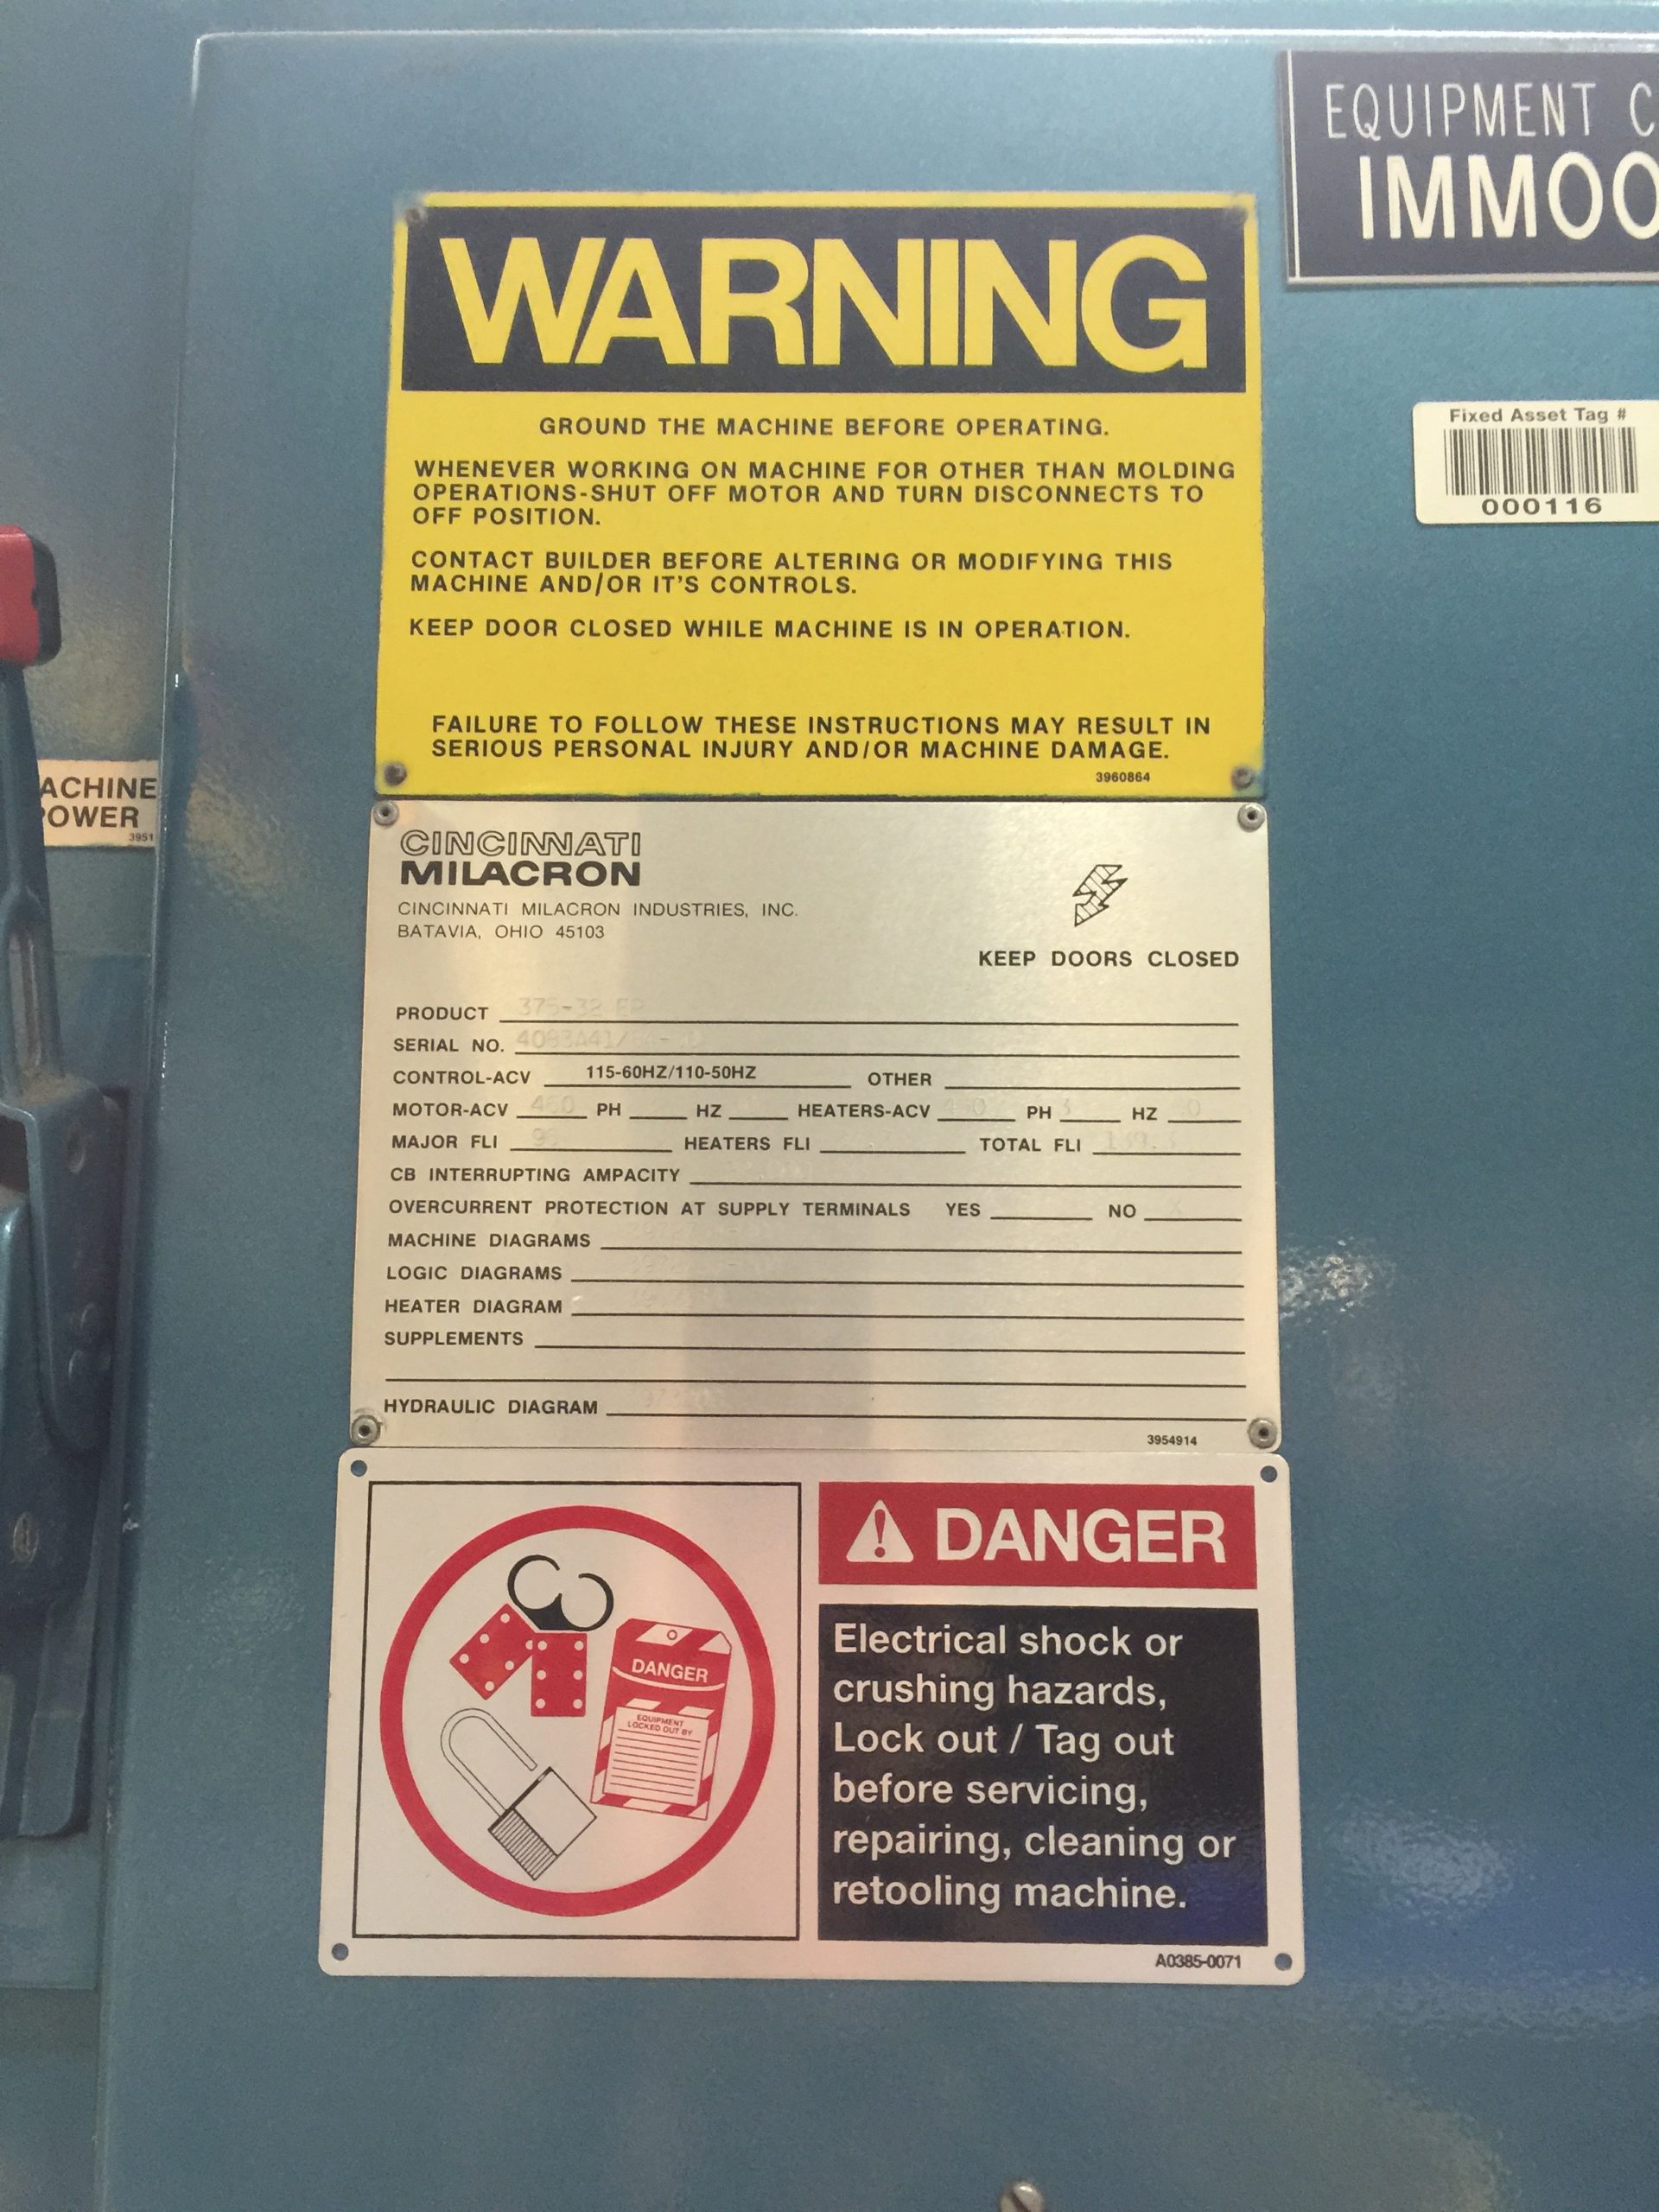 EQUIPMENT C
IMMOO
WARNING
GROUND THE MACHINE BEFORE OPERATING.
WHENEVER WORKING ON MACHINE FOR OTHER THAN MOLDING
OPERATIONS-SHUT OFF MOTOR AND TURN DISCONNECTS TO
OFF POSITION.
CONTACT BUILDER BEFORE ALTERING OR MODIFYING THIS
MACHINE AND/OR IT'S CONTROLS.
KEEP DOOR CLOSED WHILE MACHINE IS IN OPERATION.
FAILURE TO FOLLOW THESE INSTRUCTIONS MAY RESULT IN
SERIOUS PERSONAL INJURY AND/OR MACHINE DAMAGE.
3960864
Fixed Asset Tag #
000116
ACHINE
POWER
3951
CINCINNATI
MILACRON
CINCINNATI MILACRON INDUSTRIES, INC.
BATAVIA, OHIO 45103
KEEP DOORS CLOSED
PRODUCT
SERIAL NO.
CONTROL-ACV 115-60HZ/110-50HZ OTHER
MOTOR-ACV 460 PH HZ HEATERS-ACV PH HZ
MAJOR FLI HEATERS FLI TOTAL FLI
CB INTERRUPTING AMPACITY
OVERCURRENT PROTECTION AT SUPPLY TERMINALS YES NO
MACHINE DIAGRAMS
LOGIC DIAGRAMS
HEATER DIAGRAM
SUPPLEMENTS
HYDRAULIC DIAGRAM
3954914
DANGER
EQUIPMENT
LOCKED OUT BY
DANGER
Electrical shock or
crushing hazards,
Lock out / Tag out
before servicing,
repairing, cleaning or
retooling machine.
A0385-0071